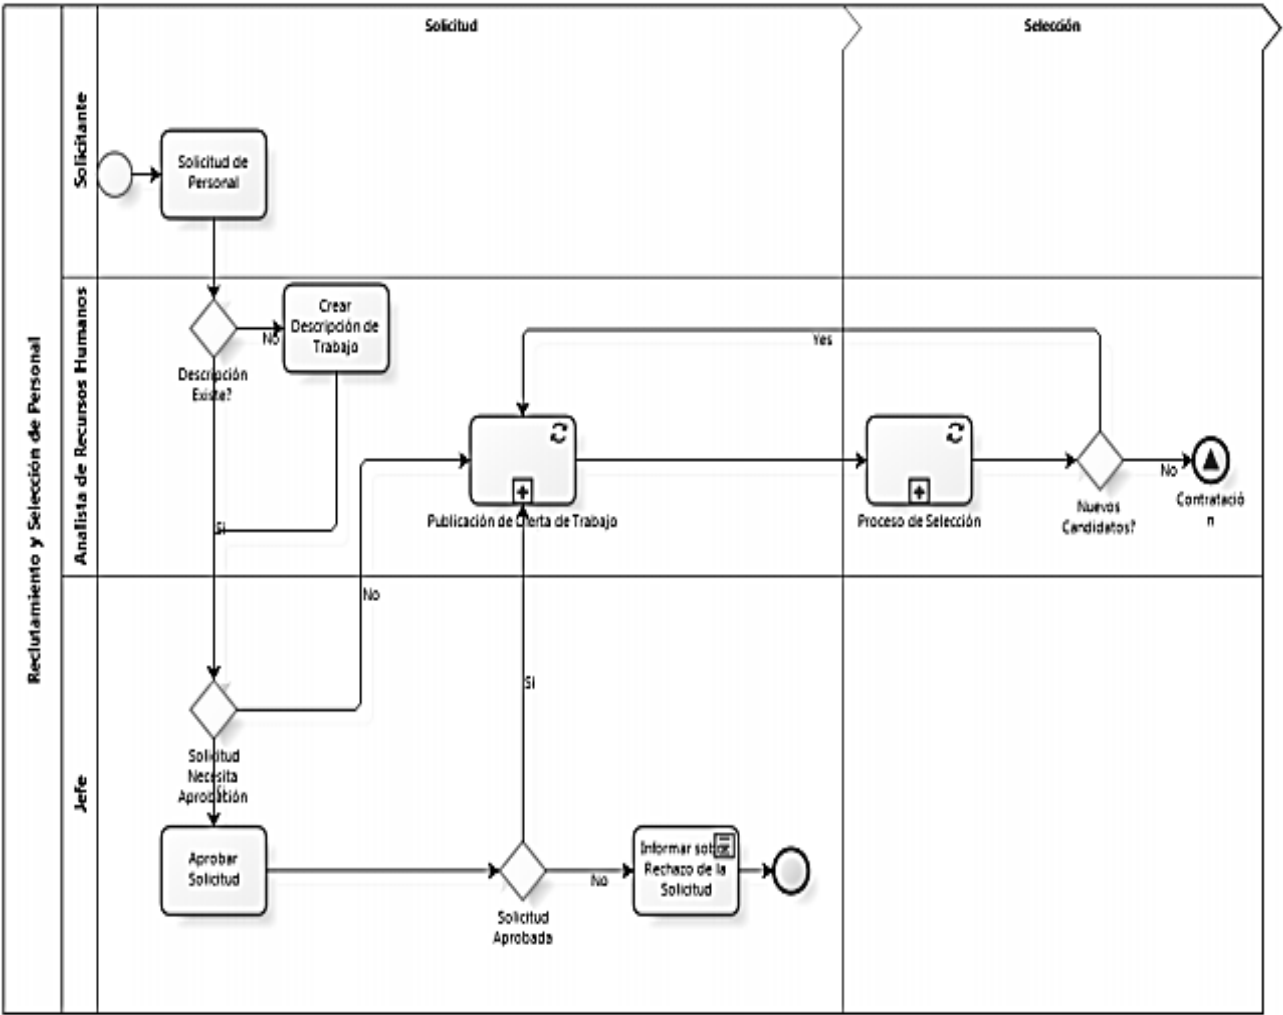 Solicitud
Selección
Reclutamiento y Selección de Personal
Solicitante
Solicitud de
Personal
Analista de Recursos Humanos
Crear
Descripción de
Trabajo
No
Descripción
Existe?
Si
Yes
Publicación de Oferta de Trabajo
Proceso de Selección
Nuevos
Candidatos?
No
Contratació
n
Jefe
No
Si
Solicitud
Necesita
Aprobación
Aprobar
Solicitud
Solicitud
Aprobada
No
Informar sobre
Rechazo de la
Solicitud